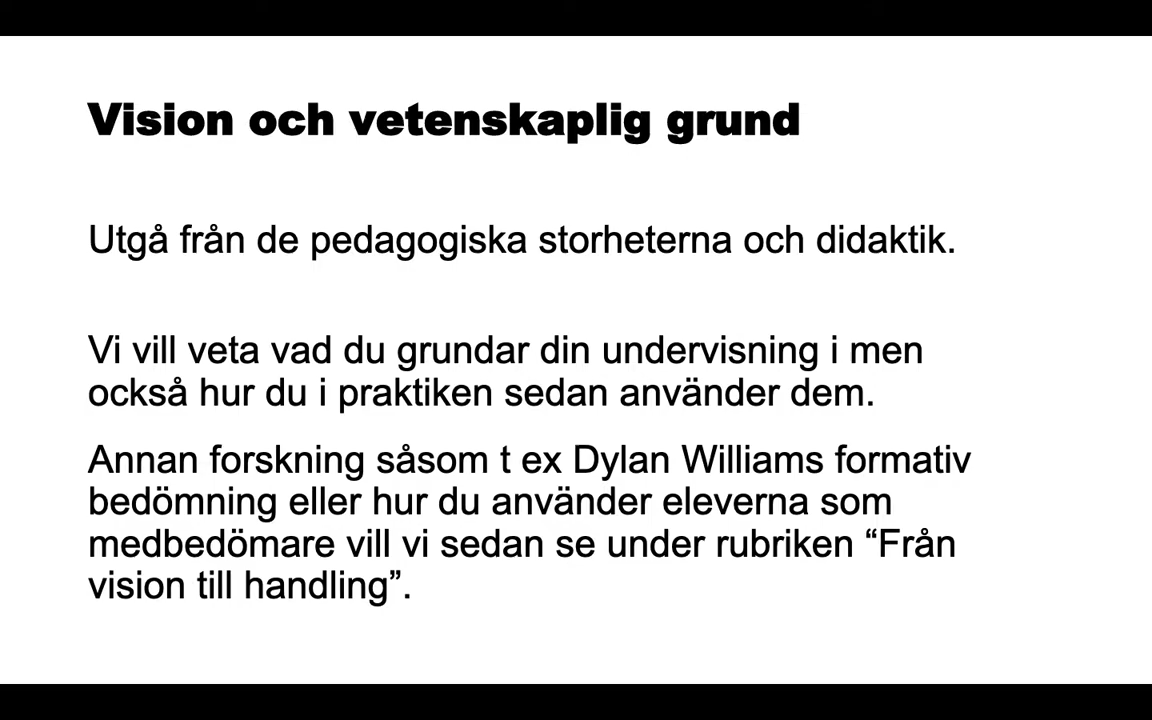 Vision och vetenskaplig grund
Utgå från de pedagogiska storheterna och didaktik.
Vi vill veta vad du grundar din undervisning i men
också hur du i praktiken sedan använder dem.
Annan forskning såsom t ex Dylan Williams formativ
bedömning eller hur du använder eleverna som
medbedömare vill vi sedan se under rubriken “Från
vision till handling”.